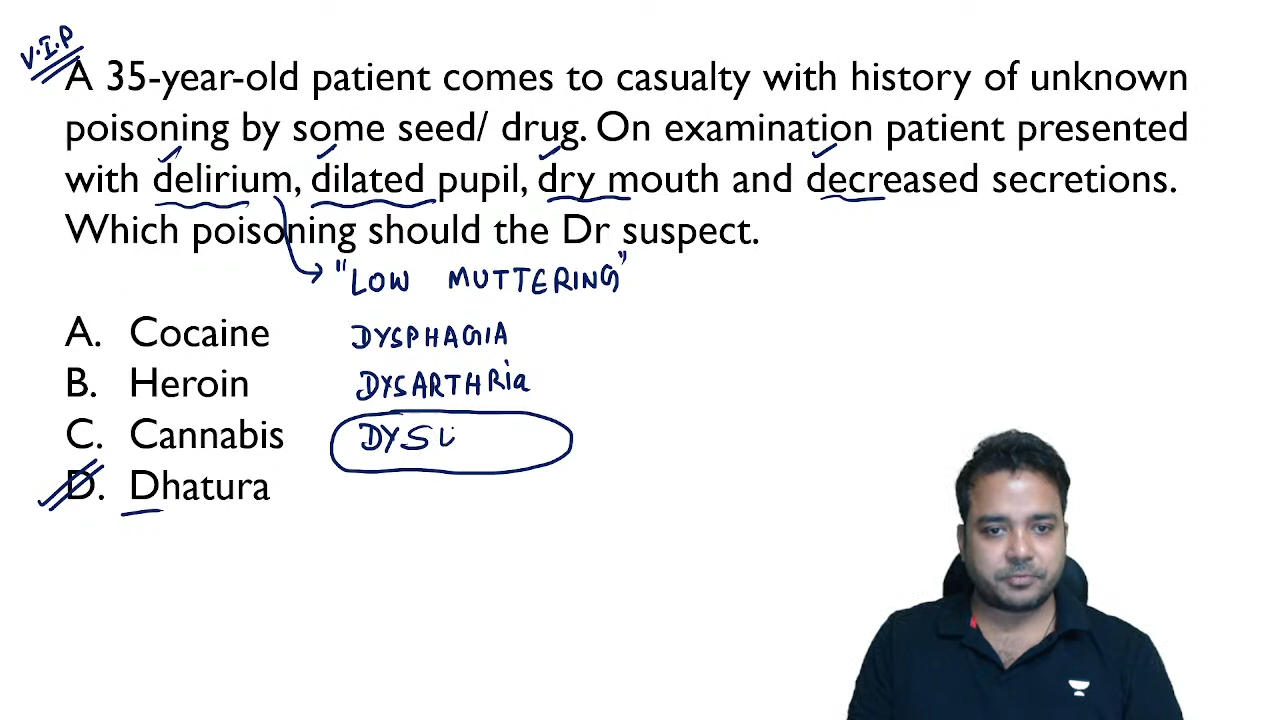 V.I.P
A 35-year-old patient comes to casualty with history of unknown
poisoning by some seed/ drug. On examination patient presented
with delirium, dilated pupil, dry mouth and decreased secretions.
Which poisoning should the Dr suspect.
"LOW MUTTERING"
A. Cocaine DYSPHAGIA
B. Heroin DYSARTHRia
C. Cannabis DYSU
D. Dhatura